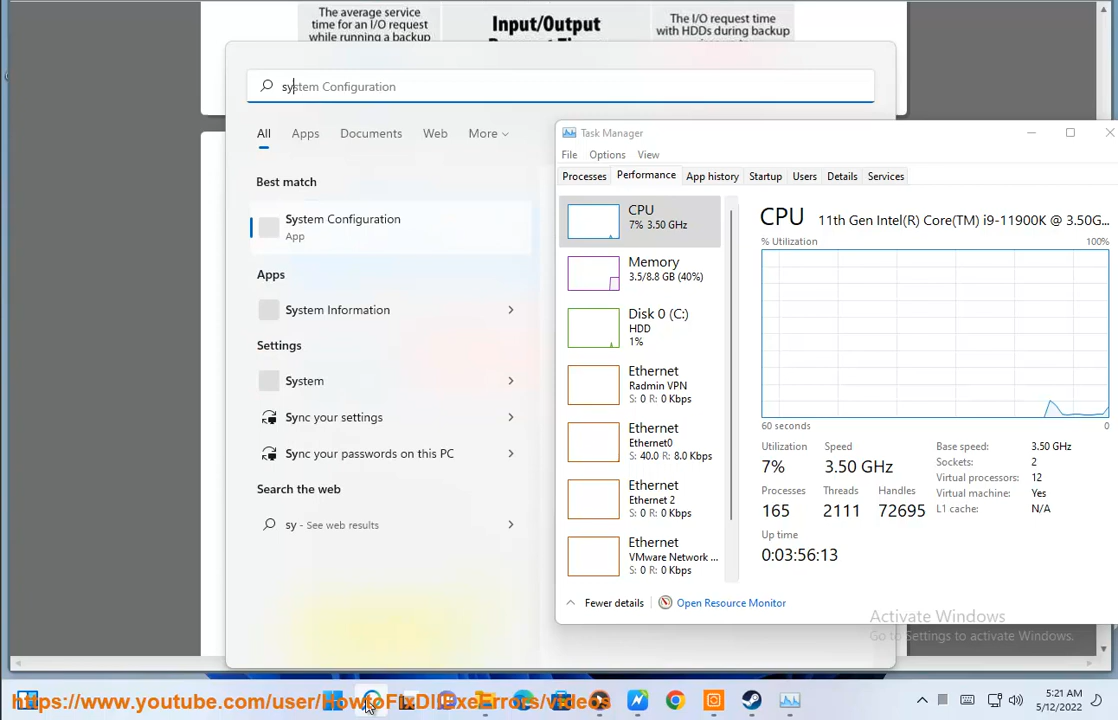 The average service
time for an I/O request
while running a backup
Input/Output
The I/O request time
with HDDs during backup
system Configuration
All
Apps
Documents
Web
More
Best match
System Configuration
App
Apps
System Information
Settings
System
Sync your settings
Sync your passwords on this PC
Search the web
sy - See web results
Task Manager
File Options View
Processes Performance App history Startup Users Details Services
CPU
7% 3.50 GHz
Memory
3.5/8.8 GB (40%)
Disk 0 (C:)
HDD
1%
Ethernet
Radmin VPN
S: 0 R: 0 Kbps
Ethernet
Ethernet0
S: 40.0 R: 8.0 Kbps
Ethernet
Ethernet 2
S: 0 R: 0 Kbps
Ethernet
VMware Network ...
S: 0 R: 0 Kbps
CPU 11th Gen Intel(R) Core(TM) i9-11900K @ 3.50G...
% Utilization 100%
60 seconds 0
Utilization Speed
7% 3.50 GHz
Processes Threads Handles
165 2111 72695
Up time
0:03:56:13
Base speed: 3.50 GHz
Sockets: 2
Virtual processors: 12
Virtual machine: Yes
L1 cache: N/A
Fewer details Open Resource Monitor
Activate Windows
Go to Settings to activate Windows.
https://www.youtube.com/user/HowtoFixDllExeErrors/videos
5:21 AM
5/12/2022